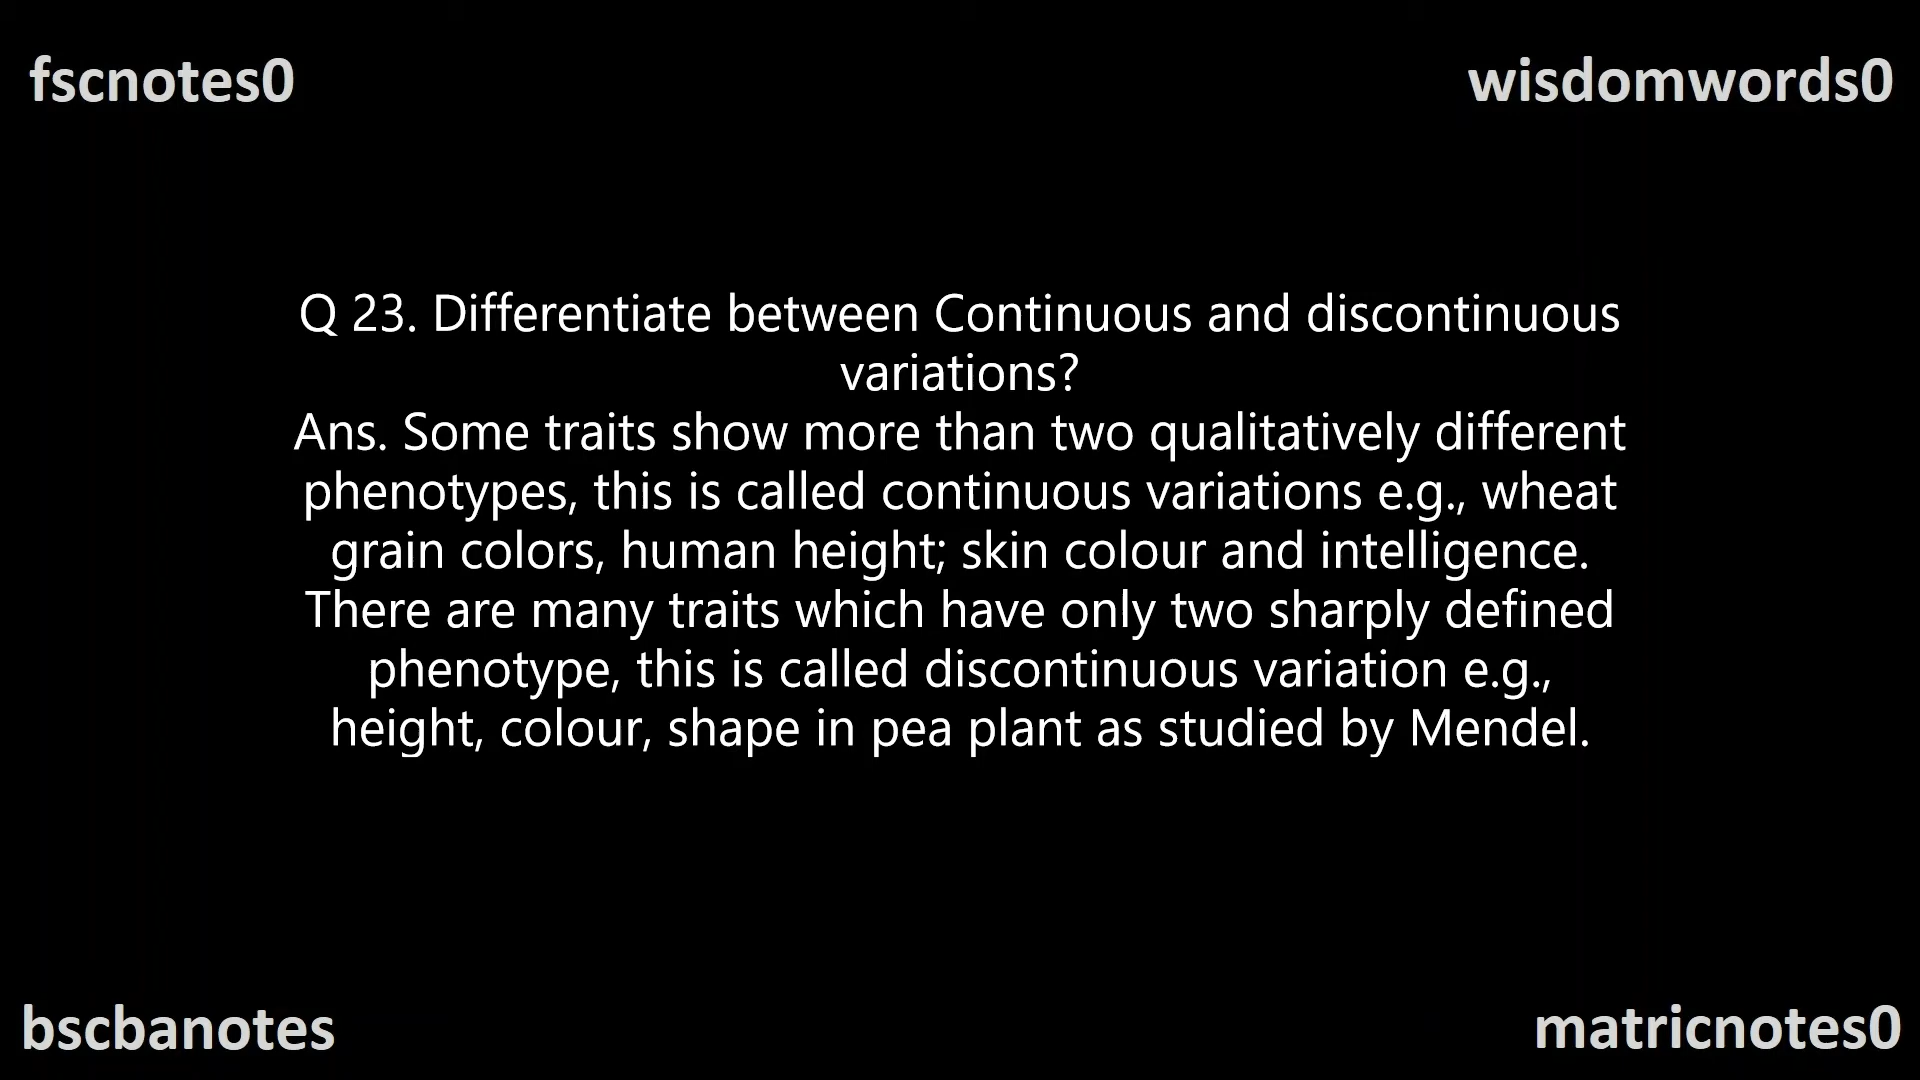 fscnotes0
wisdomwords0
Q 23. Differentiate between Continuous and discontinuous
variations?
Ans. Some traits show more than two qualitatively different
phenotypes, this is called continuous variations e.g., wheat
grain colors, human height; skin colour and intelligence.
There are many traits which have only two sharply defined
phenotype, this is called discontinuous variation e.g.,
height, colour, shape in pea plant as studied by Mendel.
bscbanotes
matricnotes0